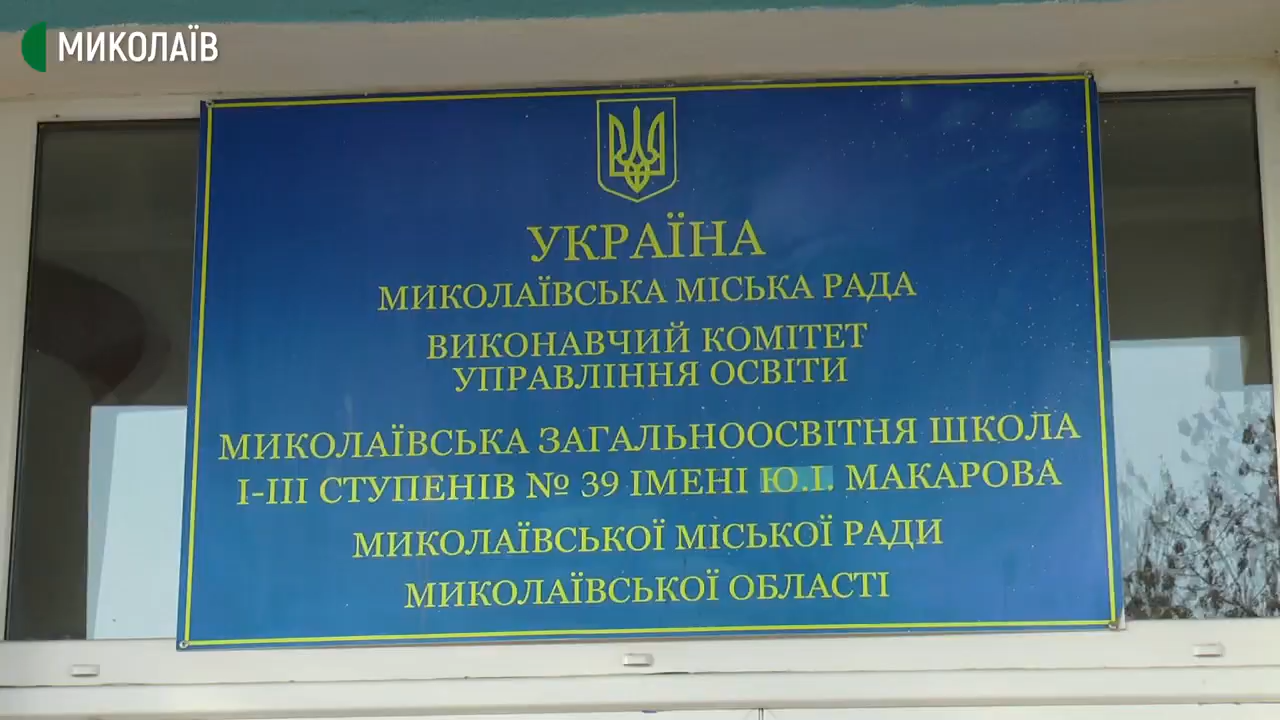 МИКОЛАЇВ
УКРАЇНА
МИКОЛАЇВСЬКА МІСЬКА РАДА
ВИКОНАВЧИЙ КОМІТЕТ
УПРАВЛІННЯ ОСВІТИ
МИКОЛАЇВСЬКА ЗАГАЛЬНООСВІТНЯ ШКОЛА
І-ІІІ СТУПЕНІВ № 39 ІМЕНІ Ю.І. МАКАРОВА
МИКОЛАЇВСЬКОЇ МІСЬКОЇ РАДИ
МИКОЛАЇВСЬКОЇ ОБЛАСТІ